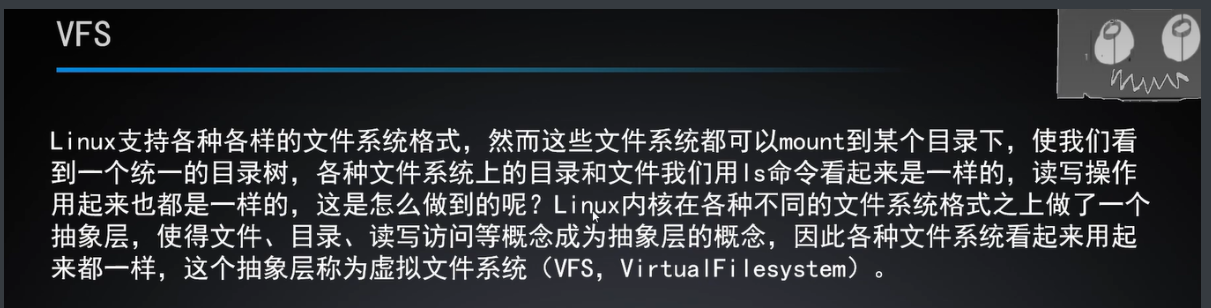 VFS
Linux支持各种各样的文件系统格式，然而这些文件系统都可以mount到某个目录下，使我们看
到一个统一的目录树，各种文件系统上的目录和文件我们用ls命令看起来是一样的，读写操作
用起来也都是一样的，这是怎么做到的呢？Linux内核在各种不同的文件系统格式之上做了一个
抽象层，使得文件、目录、读写访问等概念成为抽象层的概念，因此各种文件系统看起来用起
来都一样，这个抽象层称为虚拟文件系统（VFS，VirtualFilesystem）。